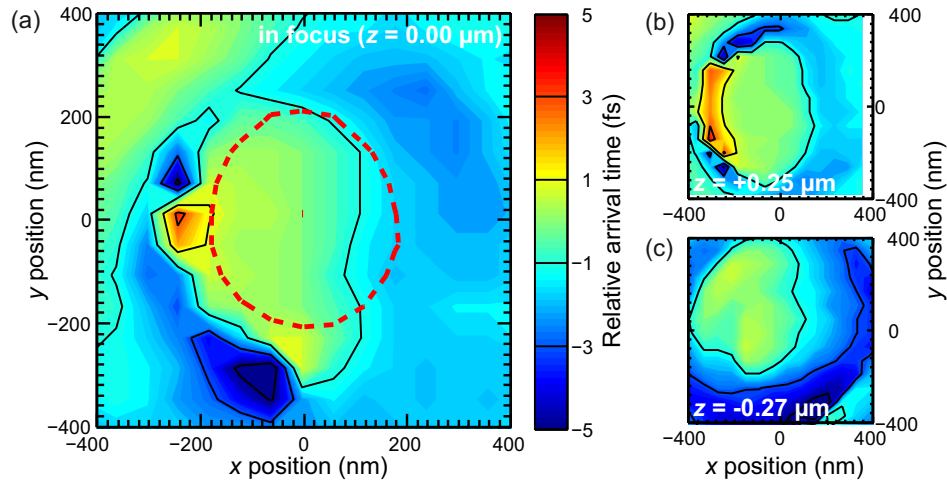 (a)
in focus (z = 0.00 µm)
400
200
0
−200
−400
y position (nm)
−400
−200
0
200
400
x position (nm)
5
3
1
−1
−3
−5
Relative arrival time (fs)
(b)
z = +0.25 µm
400
0
−400
y position (nm)
−400
0
400
(c)
z = -0.27 µm
400
0
400
y position (nm)
−400
0
400
x position (nm)